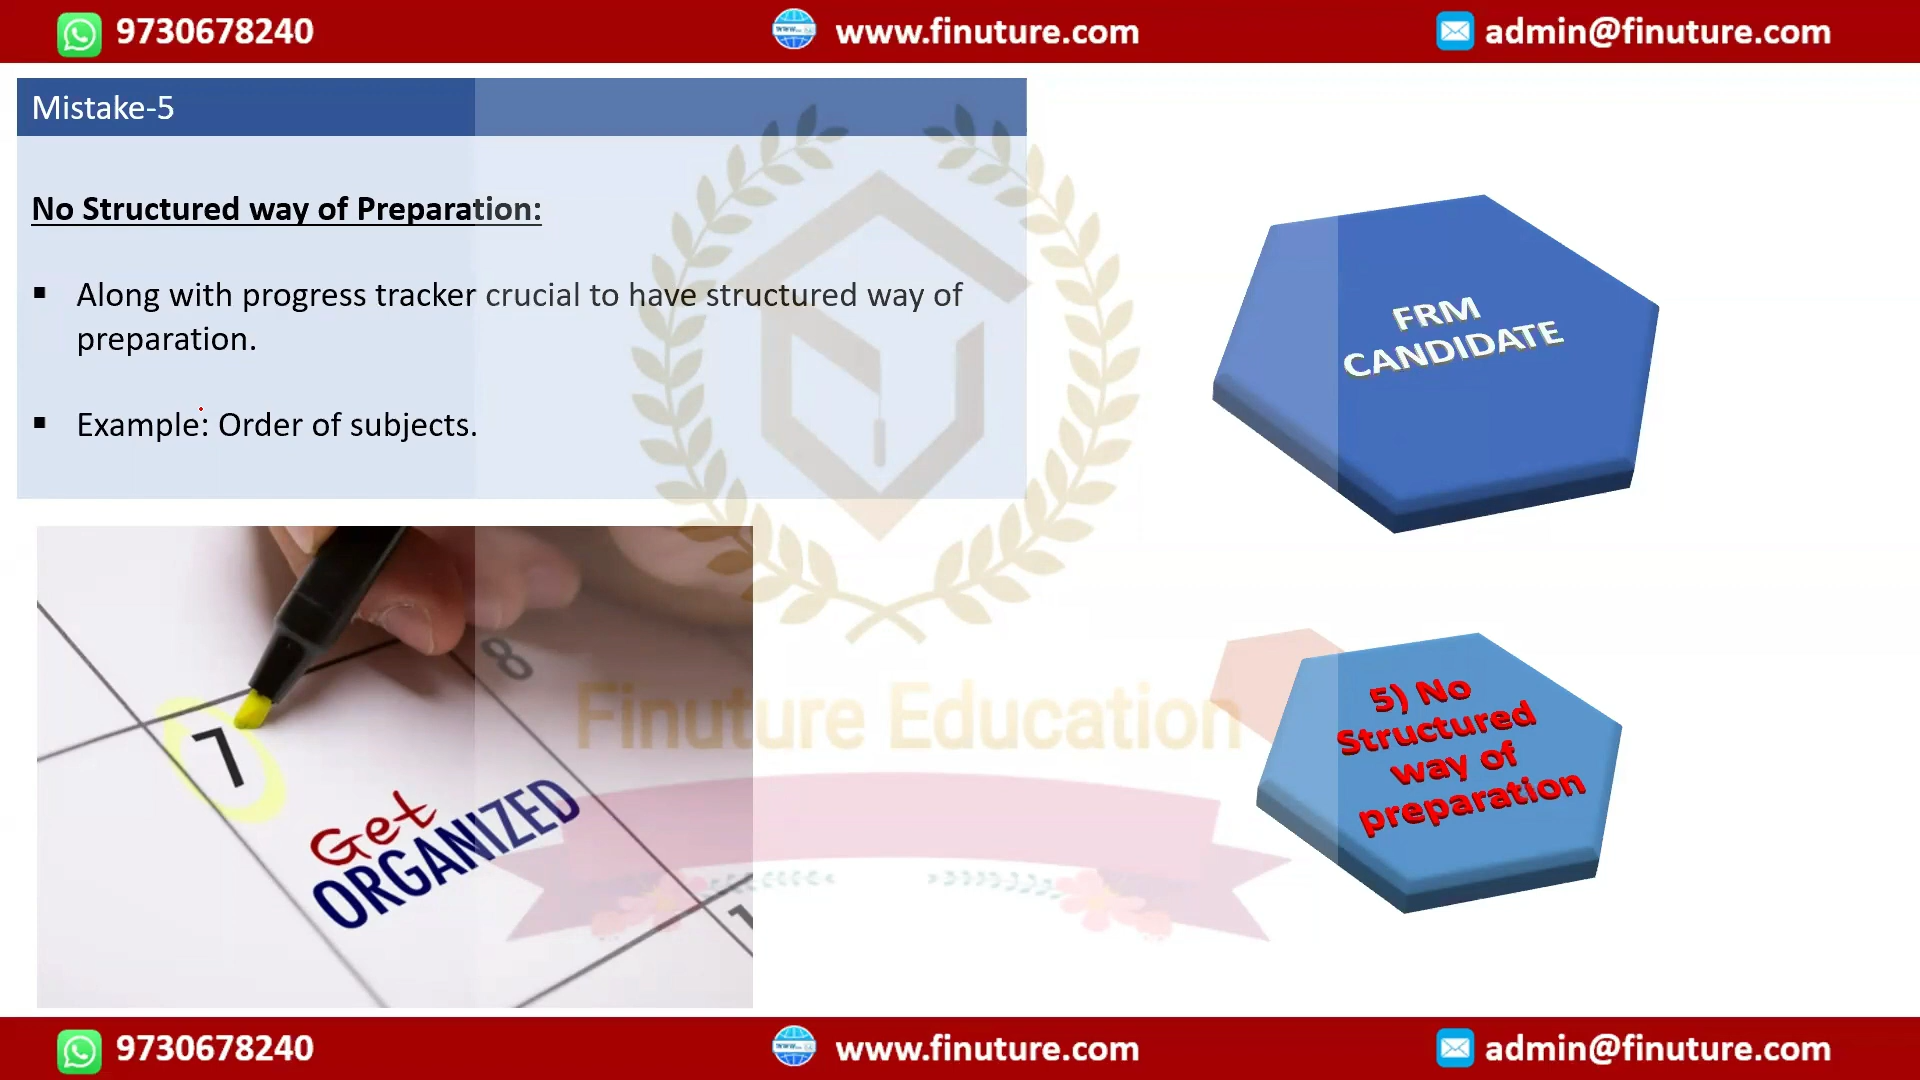 9730678240
www.finuture.com
admin@finuture.com
Mistake-5
No Structured way of Preparation:
▪ Along with progress tracker crucial to have structured way of
preparation.
▪ Example: Order of subjects.
FRM
CANDIDATE
8
7
Get
ORGANIZED
Finuture Education
5) No
Structured
way of
preparation
9730678240
www.finuture.com
admin@finuture.com